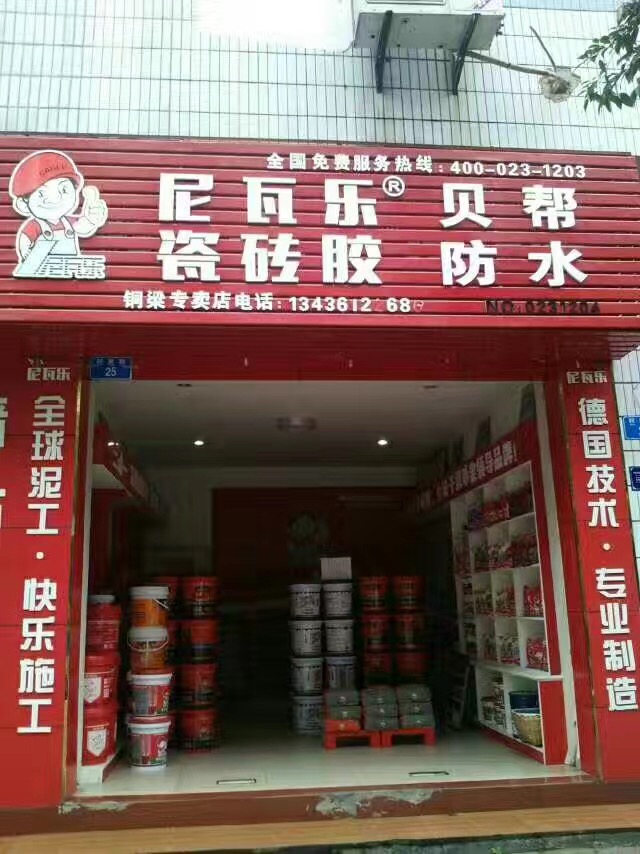 全国免费服务热线:400-023-1203
尼瓦乐® 贝帮
瓷砖胶 防水
尼瓦乐
铜梁专卖店电话:
NO.0231204
尼瓦乐
25
尼瓦乐
全球泥工·快乐施工
德国技术·专业制造